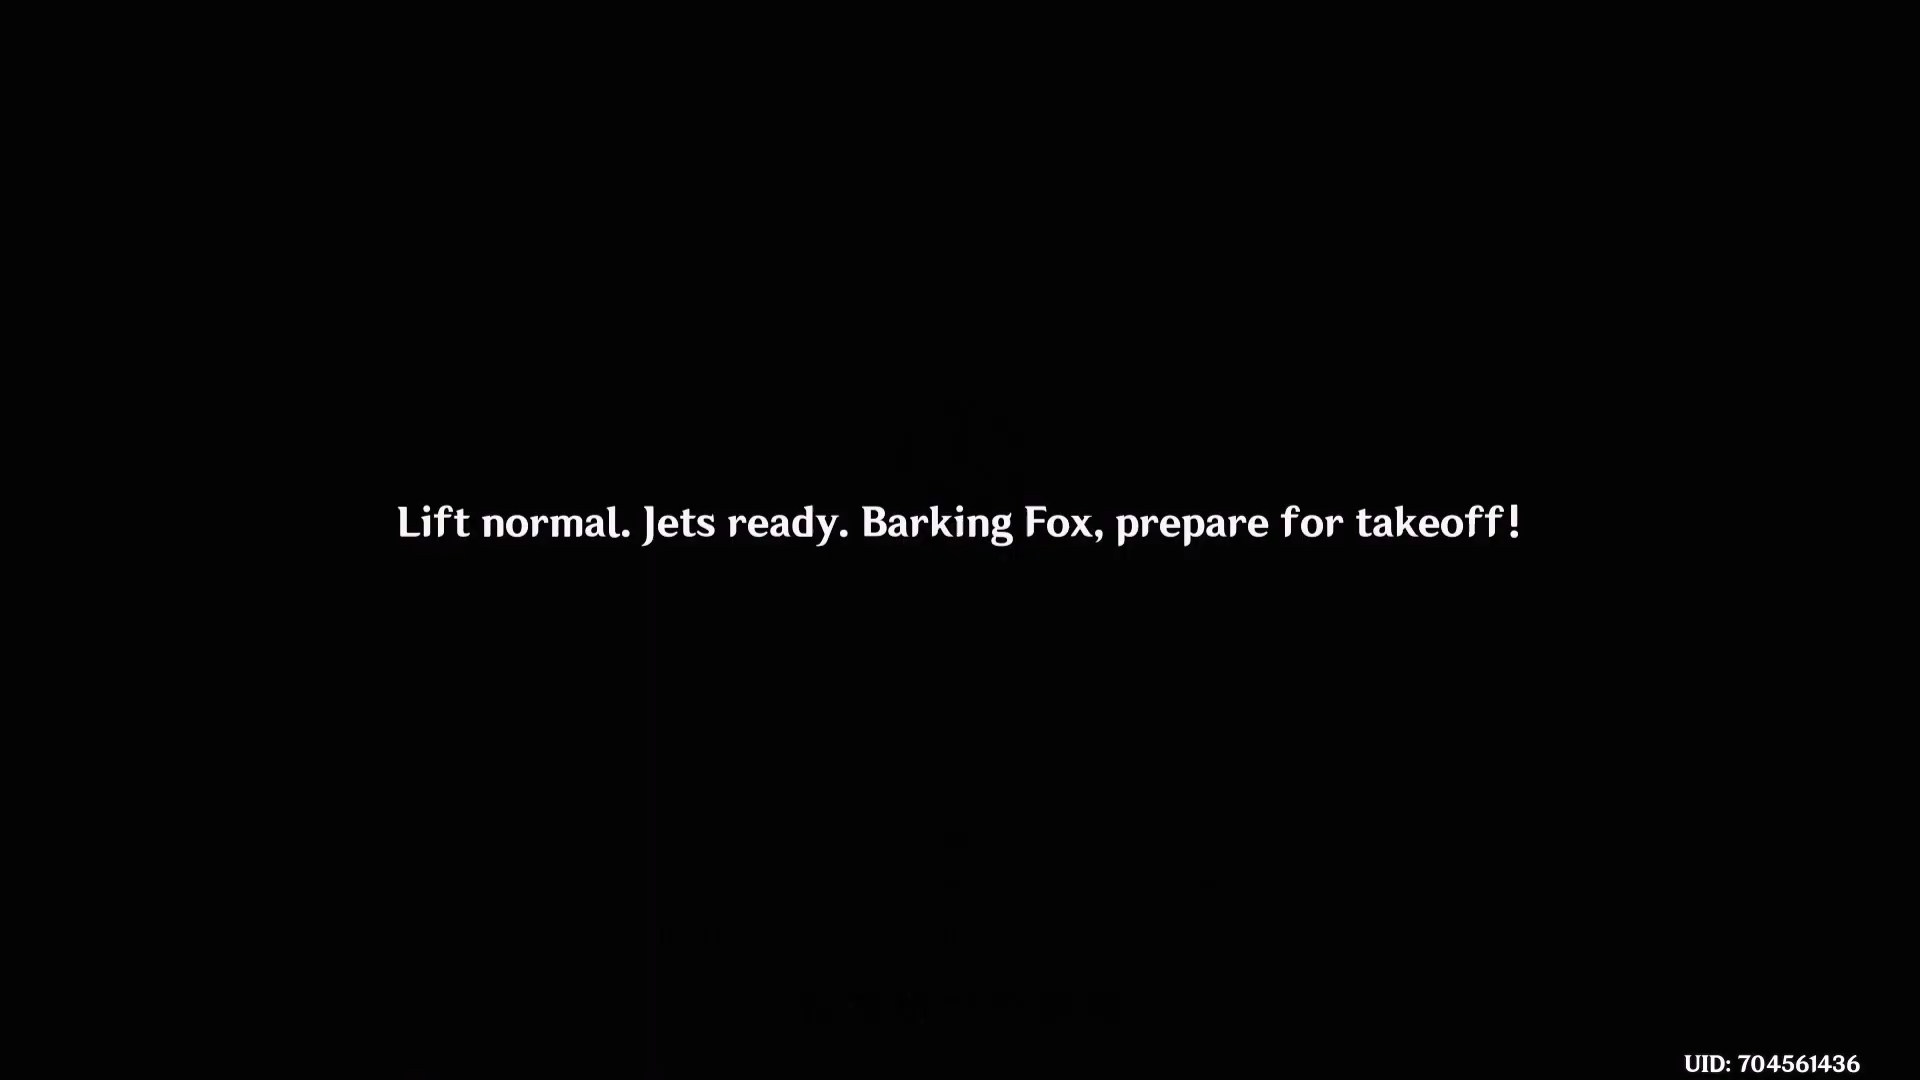 Lift normal. Jets ready. Barking Fox, prepare for takeoff!
UID: 704561436